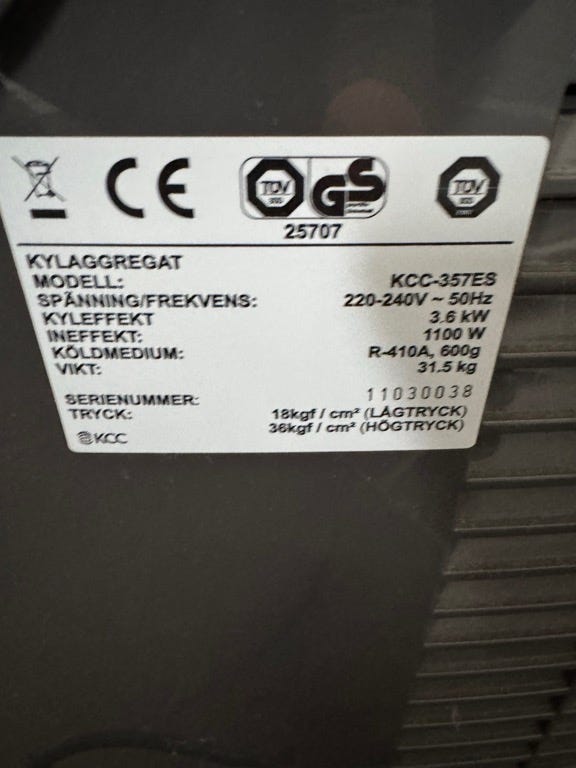 CE
TÜV
GS
TÜV
25707
KYLAGGREGAT
MODELL: KCC-357ES
SPÄNNING/FREKVENS: 220-240V ~ 50Hz
KYLEFFEKT 3.6 kW
INEFFEKT: 1100 W
KÖLDMEDIUM: R-410A, 600g
VIKT: 31.5 kg
SERIENUMMER: 11030038
TRYCK: 18kgf / cm² (LÅGTRYCK)
36kgf / cm² (HÖGTRYCK)
KCC